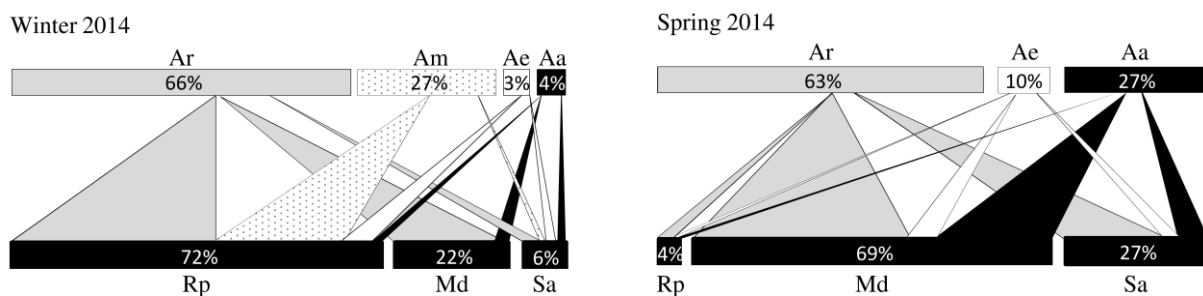 Winter 2014
Ar Am Ae Aa
66% 27% 3% 4%
72% 22% 6%
Rp Md Sa
Spring 2014
Ar Ae Aa
63% 10% 27%
4% 69% 27%
Rp Md Sa